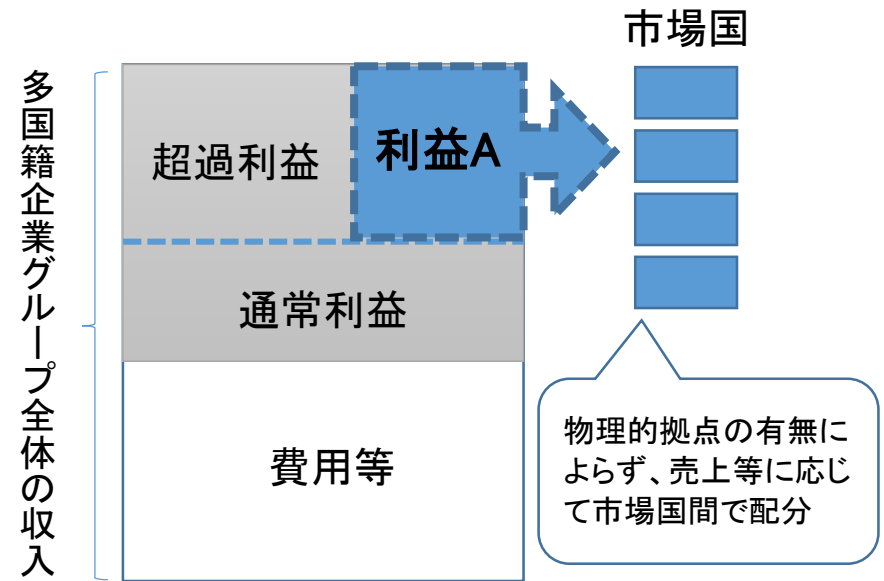 市場国
多国籍企業グループ全体の収入
超過利益
利益A
通常利益
費用等
物理的拠点の有無に
よらず、売上等に応じ
て市場国間で配分